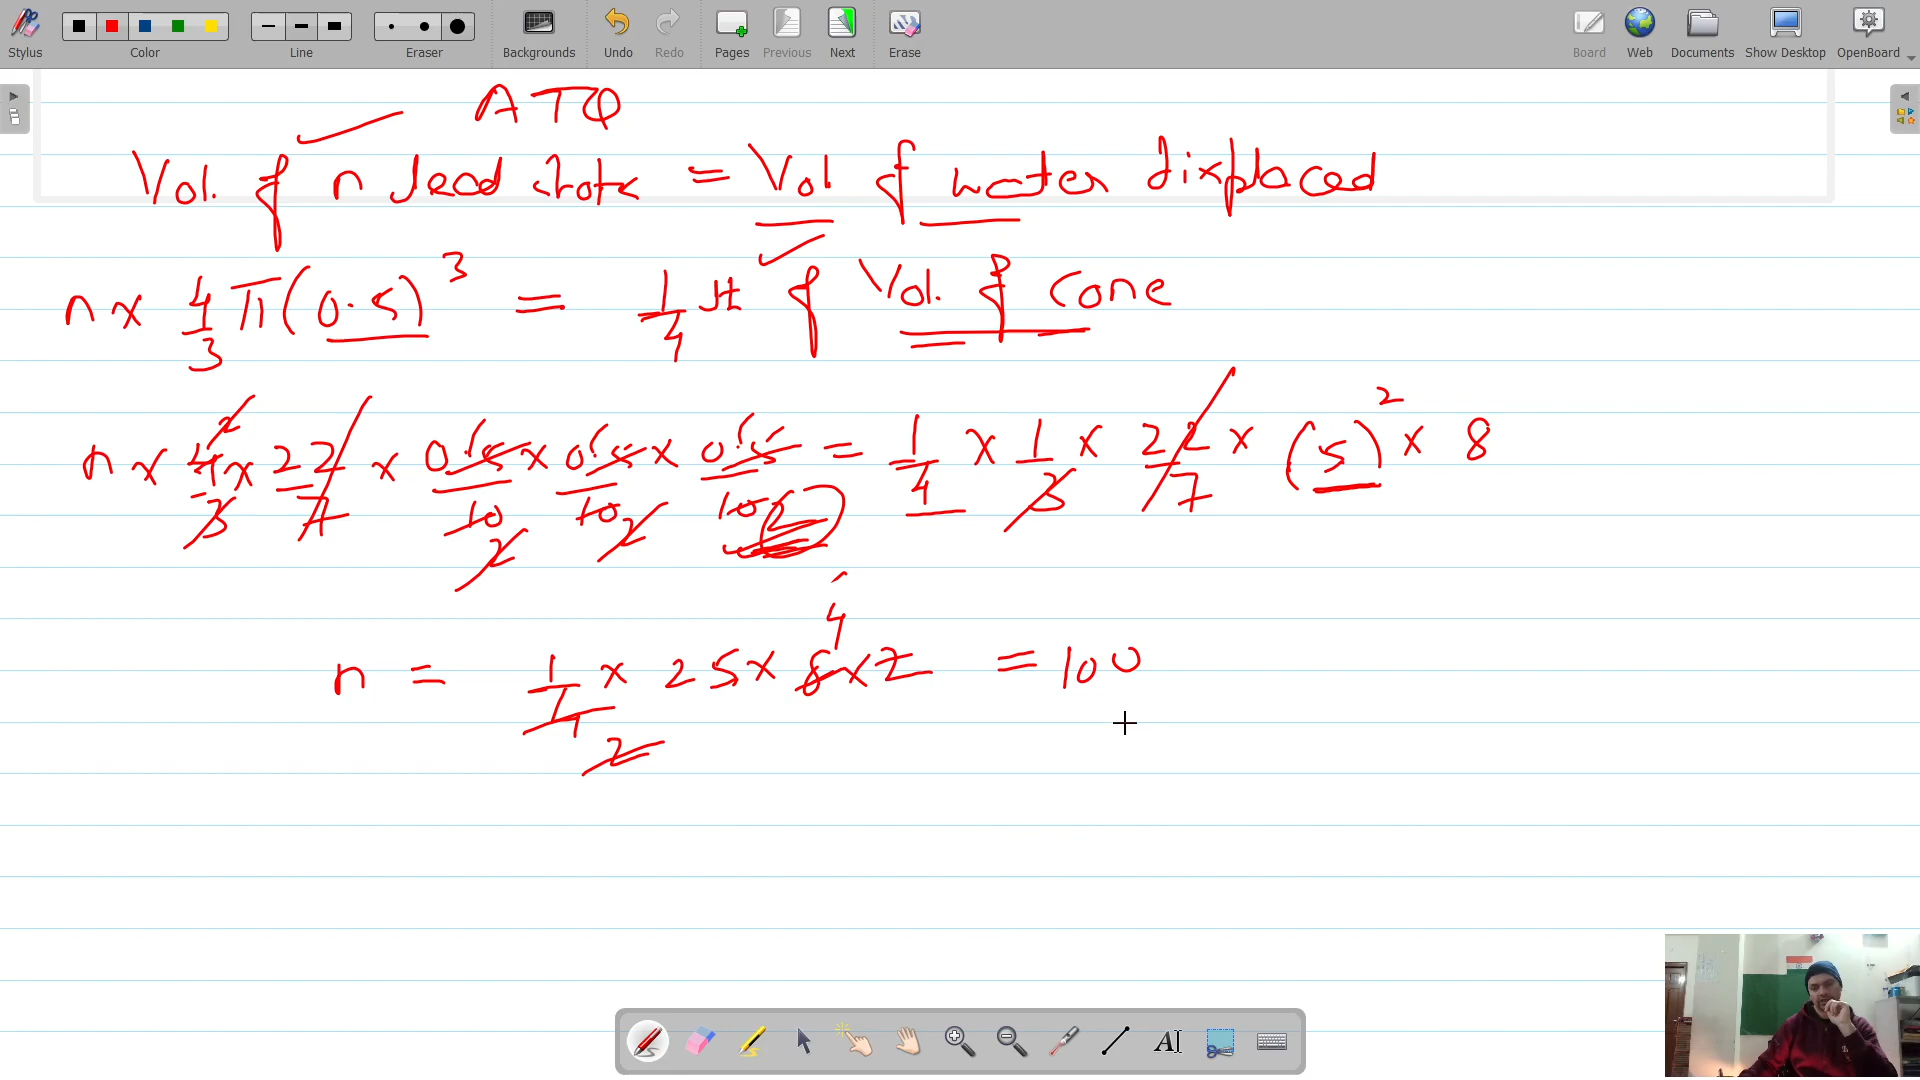 Stylus Color Line Eraser Backgrounds Undo Redo Pages Previous Next Erase Board Web Documents Show Desktop OpenBoard
ATQ
Vol. of n lead shots = Vol of water displaced
n x 4/3 π (0.5)^3 = 1/4 th of Vol. of cone
n x 4/3 x 22/7 x 0.5/10 x 0.5/10 x 0.5/10 = 1/4 x 1/3 x 22/7 x (5)^2 x 8
n = 1/4 x 25 x 8 x 2 = 100